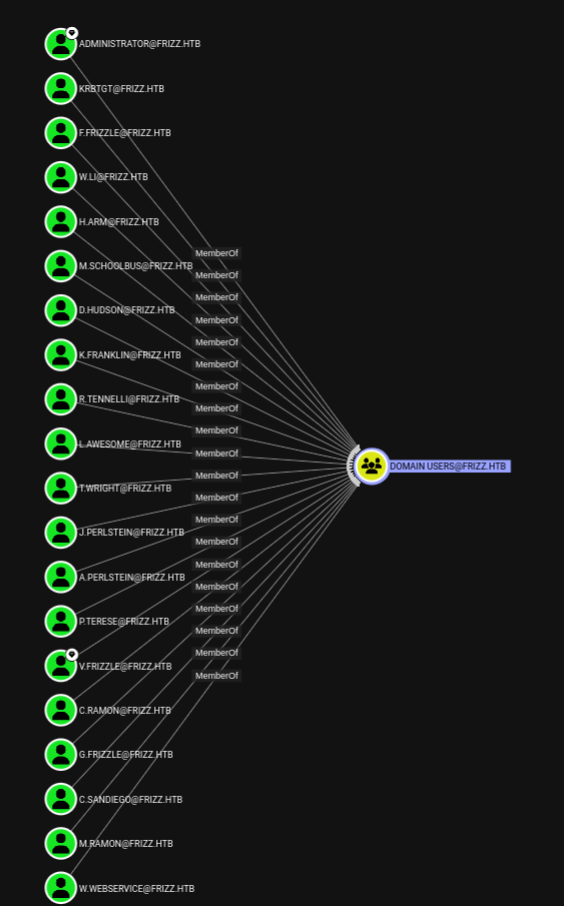 ADMINISTRATOR@FRIZZ.HTB
KRBTGT@FRIZZ.HTB
F.FRIZZLE@FRIZZ.HTB
W.LI@FRIZZ.HTB
H.ARM@FRIZZ.HTB
MemberOf
M.SCHOOLBUS@FRIZZ.HTB
MemberOf
MemberOf
D.HUDSON@FRIZZ.HTB
MemberOf
MemberOf
K.FRANKLIN@FRIZZ.HTB
MemberOf
MemberOf
R.TENNELLI@FRIZZ.HTB
MemberOf
MemberOf
L.AWESOME@FRIZZ.HTB
MemberOf
DOMAIN USERS@FRIZZ.HTB
MemberOf
T.WRIGHT@FRIZZ.HTB
MemberOf
MemberOf
J.PERLSTEIN@FRIZZ.HTB
MemberOf
MemberOf
A.PERLSTEIN@FRIZZ.HTB
MemberOf
MemberOf
P.TERESE@FRIZZ.HTB
MemberOf
MemberOf
V.FRIZZLE@FRIZZ.HTB
MemberOf
C.RAMON@FRIZZ.HTB
G.FRIZZLE@FRIZZ.HTB
C.SANDIEGO@FRIZZ.HTB
M.RAMON@FRIZZ.HTB
W.WEBSERVICE@FRIZZ.HTB